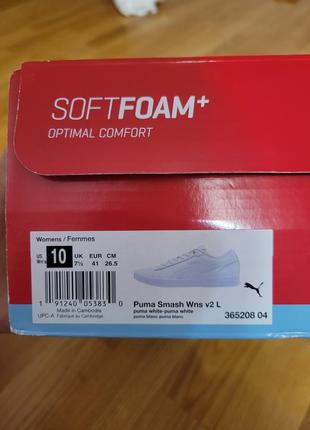 SOFTFOAM+
OPTIMAL COMFORT
Womens / Femmes
US UK EUR CM
Wn's 10 7½ 41 26.5
1 91240 05383 0
Made in Cambodia
UPC-A Fabriqué au Cambodge
Puma Smash Wns v2 L
puma white-puma white
puma blanc-puma blanc
365208 04